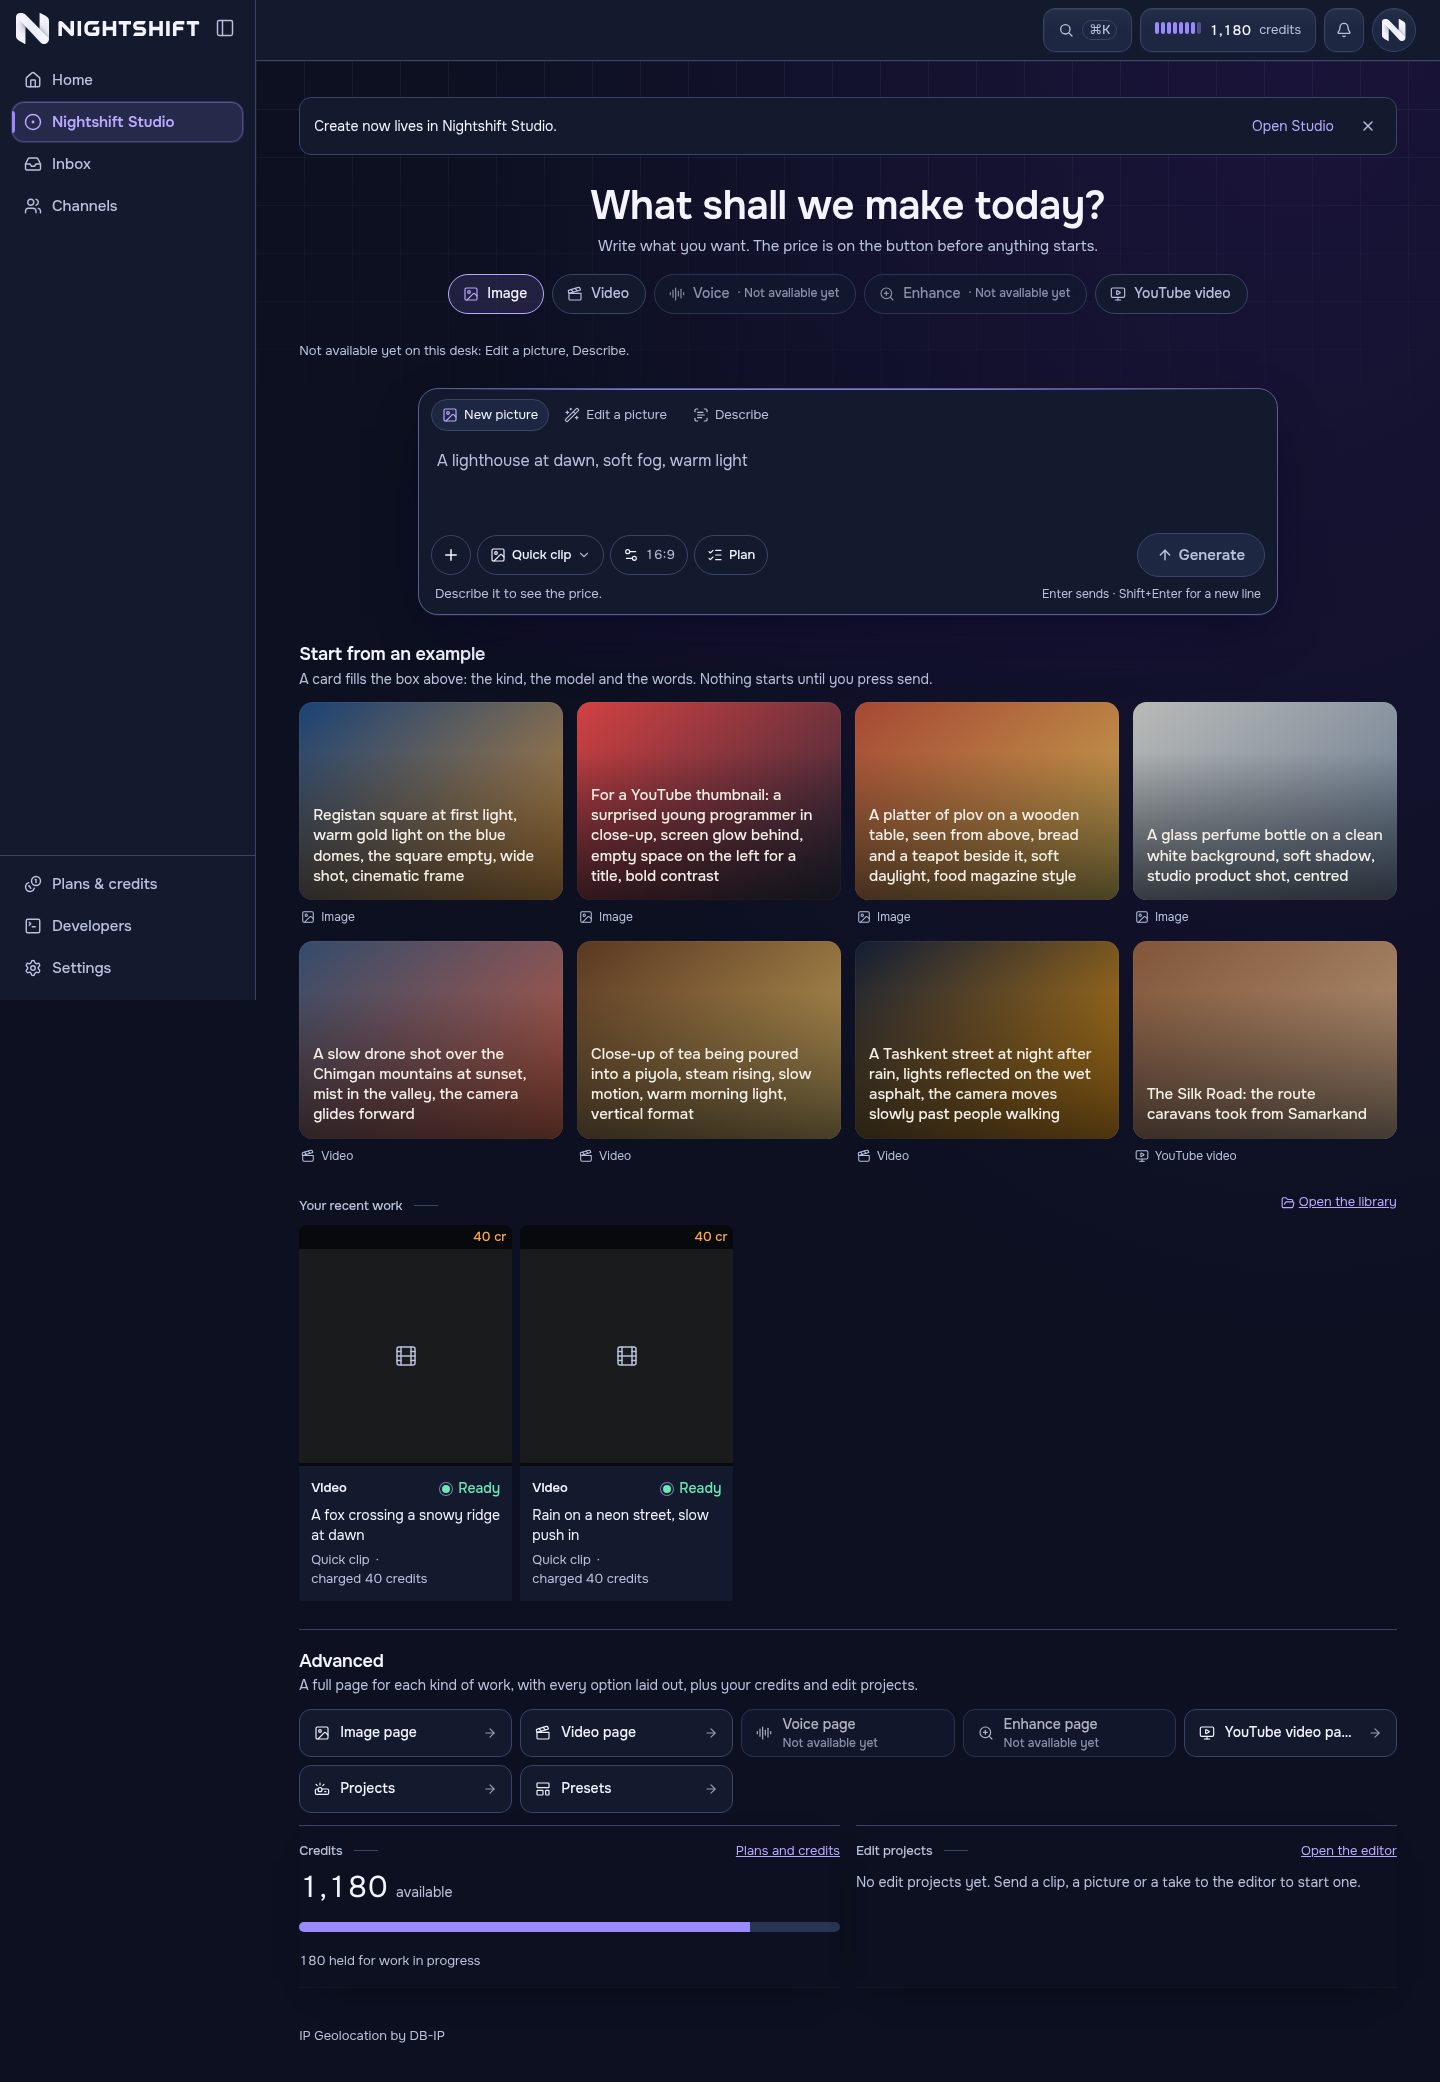 NIGHTSHIFT
⌘K
1,180 credits
Home
Nightshift Studio
Inbox
Channels
Create now lives in Nightshift Studio.
Open Studio
What shall we make today?
Write what you want. The price is on the button before anything starts.
Image
Video
Voice · Not available yet
Enhance · Not available yet
YouTube video
Not available yet on this desk: Edit a picture, Describe.
New picture
Edit a picture
Describe
A lighthouse at dawn, soft fog, warm light
Quick clip
16:9
Plan
Generate
Describe it to see the price.
Enter sends · Shift+Enter for a new line
Start from an example
A card fills the box above: the kind, the model and the words. Nothing starts until you press send.
Registan square at first light,
warm gold light on the blue
domes, the square empty, wide
shot, cinematic frame
Image
For a YouTube thumbnail: a
surprised young programmer in
close-up, screen glow behind,
empty space on the left for a
title, bold contrast
Image
A platter of plov on a wooden
table, seen from above, bread
and a teapot beside it, soft
daylight, food magazine style
Image
A glass perfume bottle on a clean
white background, soft shadow,
studio product shot, centred
Image
A slow drone shot over the
Chimgan mountains at sunset,
mist in the valley, the camera
glides forward
Video
Close-up of tea being poured
into a piyola, steam rising, slow
motion, warm morning light,
vertical format
Video
A Tashkent street at night after
rain, lights reflected on the wet
asphalt, the camera moves
slowly past people walking
Video
The Silk Road: the route
caravans took from Samarkand
YouTube video
Plans & credits
Developers
Settings
Your recent work
Open the library
40 cr
Video
Ready
A fox crossing a snowy ridge
at dawn
Quick clip ·
charged 40 credits
40 cr
Video
Ready
Rain on a neon street, slow
push in
Quick clip ·
charged 40 credits
Advanced
A full page for each kind of work, with every option laid out, plus your credits and edit projects.
Image page
Video page
Voice page
Not available yet
Enhance page
Not available yet
YouTube video pa...
Projects
Presets
Credits
Plans and credits
1,180 available
180 held for work in progress
Edit projects
Open the editor
No edit projects yet. Send a clip, a picture or a take to the editor to start one.
IP Geolocation by DB-IP